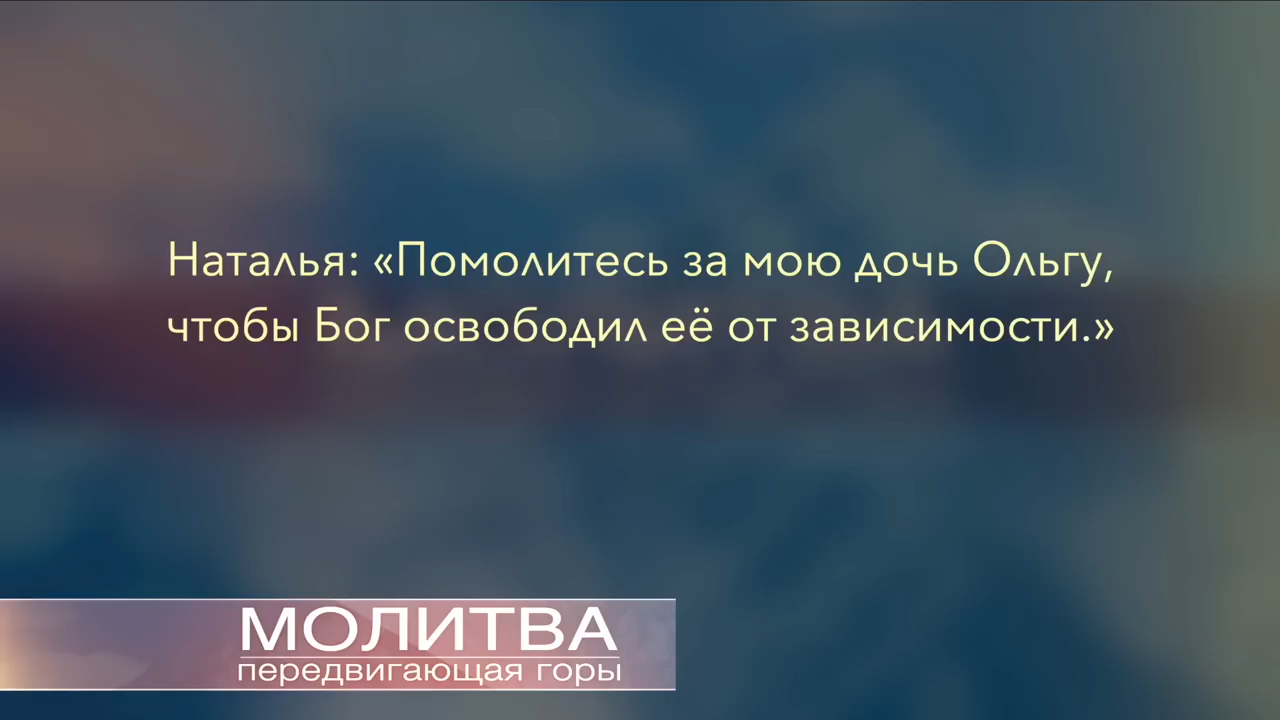 Наталья: «Помолитесь за мою дочь Ольгу,
чтобы Бог освободил её от зависимости.»
МОЛИТВА
передвигающая горы